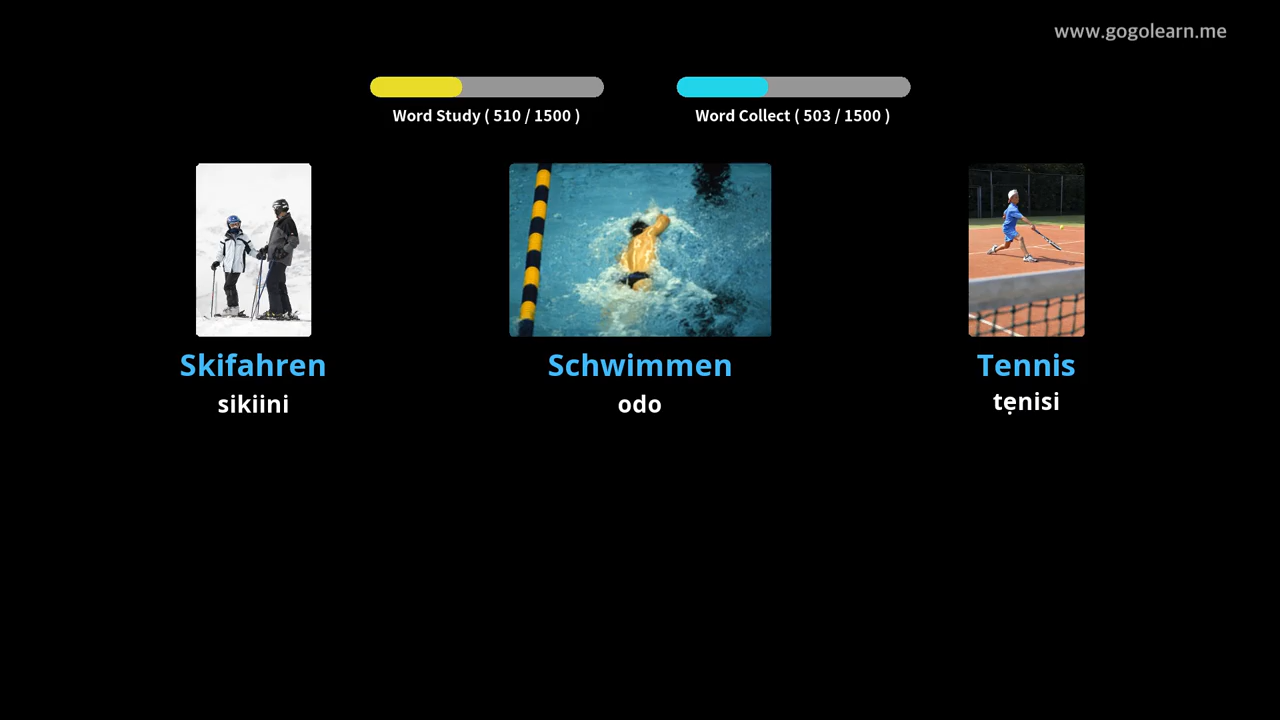 www.gogolearn.me
Word Study ( 510 / 1500 )
Word Collect ( 503 / 1500 )
Skifahren
sikiini
Schwimmen
odo
Tennis
tẹnisi